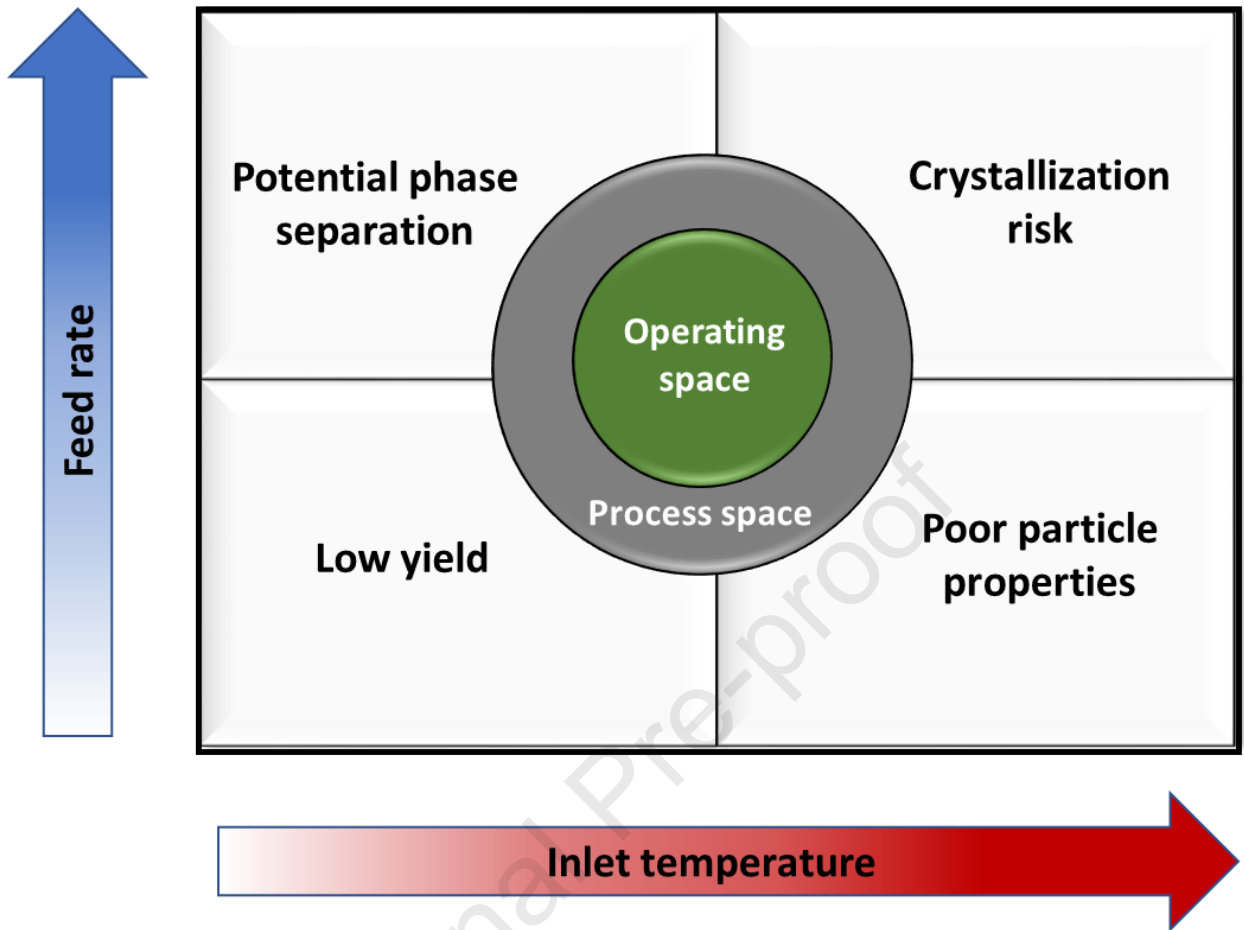 Potential phase
separation
Crystallization
risk
Operating
space
Process space
Low yield
Poor particle
properties
Feed rate
Inlet temperature
nal Pre-proof